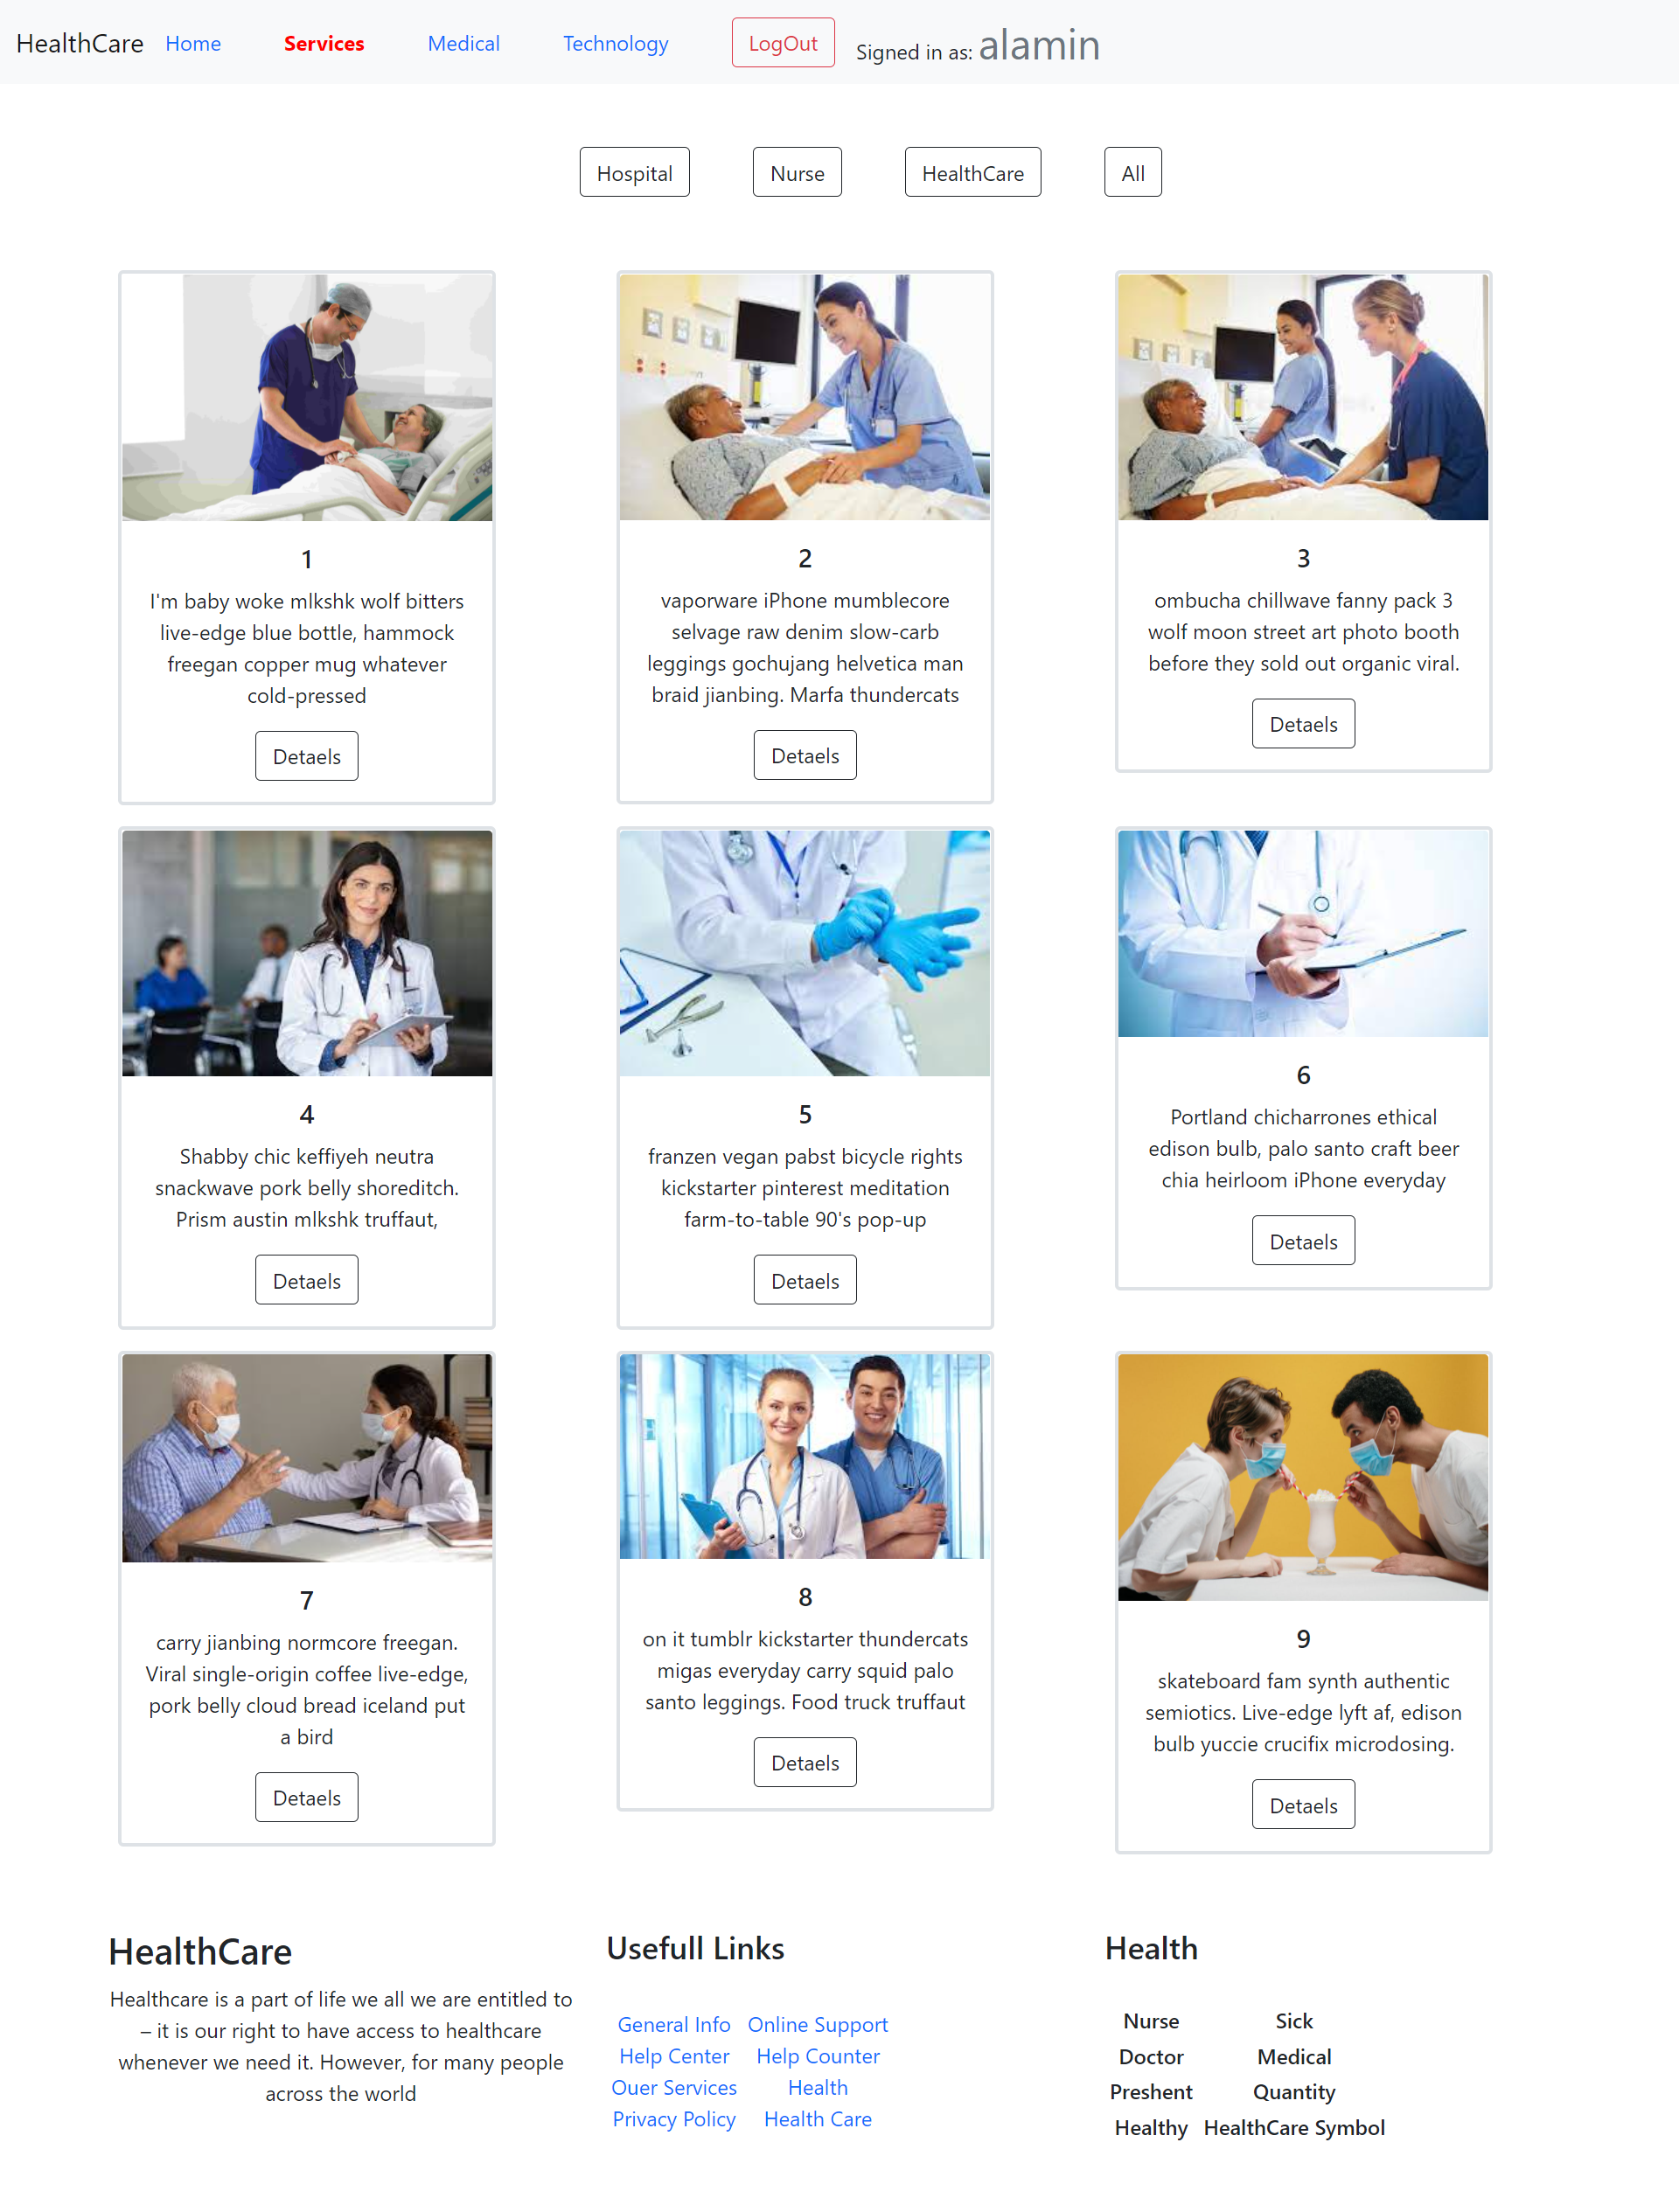 HealthCare Home Services Medical Technology LogOut Signed in as: alamin
Hospital Nurse HealthCare All
1
I'm baby woke mlkshk wolf bitters
live-edge blue bottle, hammock
freegan copper mug whatever
cold-pressed
Detaels
2
vaporware iPhone mumblecore
selvage raw denim slow-carb
leggings gochujang helvetica man
braid jianbing. Marfa thundercats
Detaels
3
ombucha chillwave fanny pack 3
wolf moon street art photo booth
before they sold out organic viral.
Detaels
4
Shabby chic keffiyeh neutra
snackwave pork belly shoreditch.
Prism austin mlkshk truffaut,
Detaels
5
franzen vegan pabst bicycle rights
kickstarter pinterest meditation
farm-to-table 90's pop-up
Detaels
6
Portland chicharrones ethical
edison bulb, palo santo craft beer
chia heirloom iPhone everyday
Detaels
7
carry jianbing normcore freegan.
Viral single-origin coffee live-edge,
pork belly cloud bread iceland put
a bird
Detaels
8
on it tumblr kickstarter thundercats
migas everyday carry squid palo
santo leggings. Food truck truffaut
Detaels
9
skateboard fam synth authentic
semiotics. Live-edge lyft af, edison
bulb yuccie crucifix microdosing.
Detaels
HealthCare
Healthcare is a part of life we all we are entitled to
– it is our right to have access to healthcare
whenever we need it. However, for many people
across the world
Usefull Links
General Info Online Support
Help Center Help Counter
Ouer Services Health
Privacy Policy Health Care
Health
Nurse Sick
Doctor Medical
Preshent Quantity
Healthy HealthCare Symbol